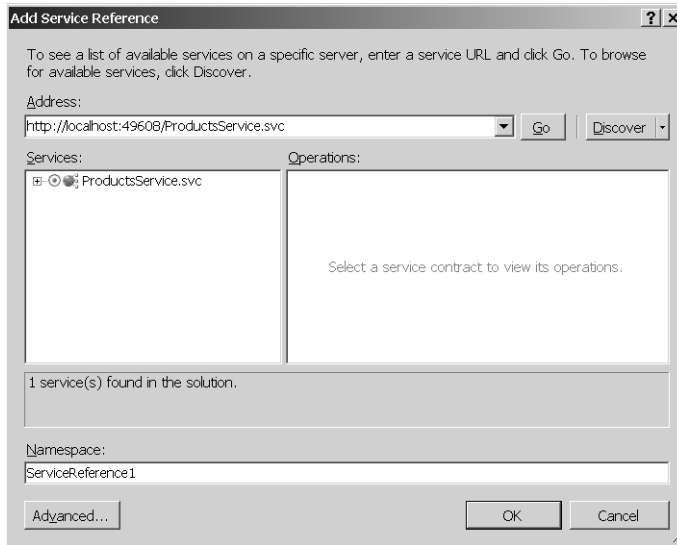 Add Service Reference
To see a list of available services on a specific server, enter a service URL and click Go. To browse
for available services, click Discover.
Address:
http://localhost:49608/ProductsService.svc
Go
Discover
Services:
Operations:
ProductsService.svc
Select a service contract to view its operations.
1 service(s) found in the solution.
Namespace:
ServiceReference1
Advanced...
OK
Cancel